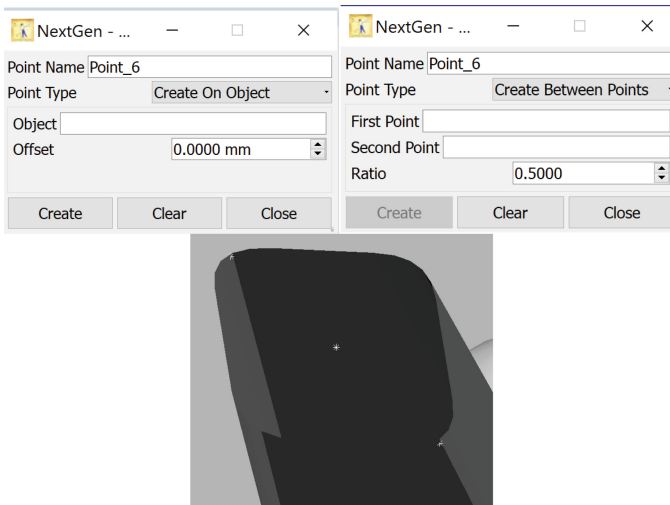 NextGen - ...
Point Name Point_6
Point Type Create On Object
Object
Offset 0.0000 mm
Create Clear Close
NextGen - ...
Point Name Point_6
Point Type Create Between Points
First Point
Second Point
Ratio 0.5000
Create Clear Close